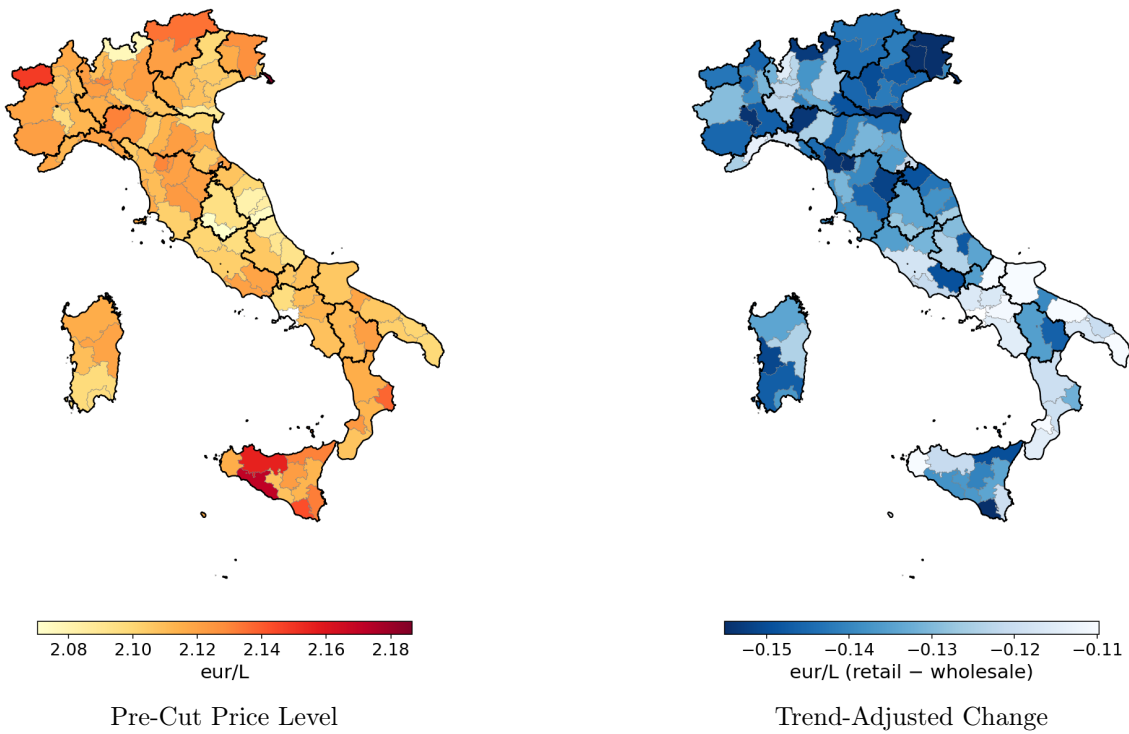 2.08 2.10 2.12 2.14 2.16 2.18
eur/L
Pre-Cut Price Level
−0.15 −0.14 −0.13 −0.12 −0.11
eur/L (retail − wholesale)
Trend-Adjusted Change